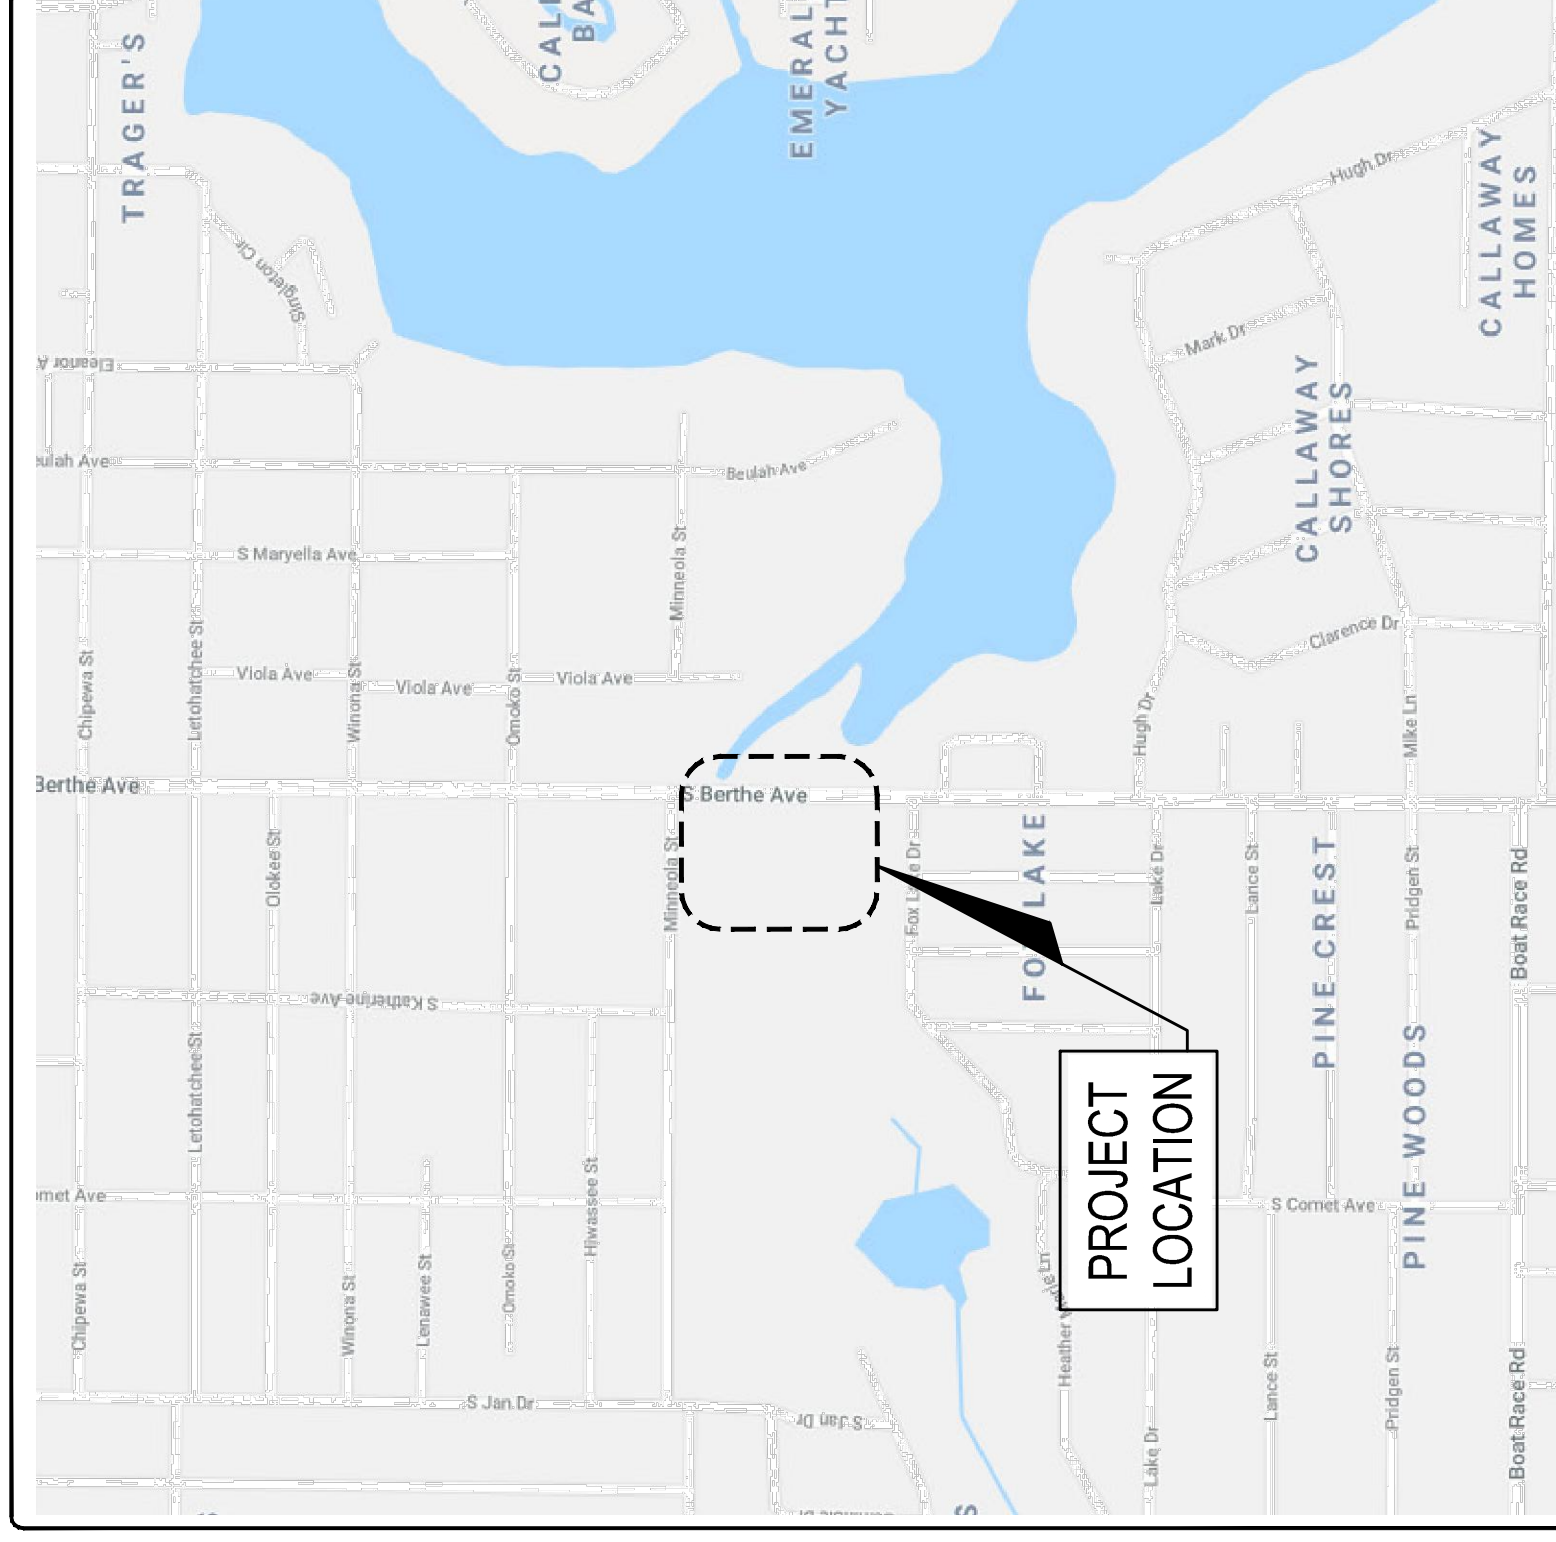 TRAGER'S
EMERAL
YACHT
CALLAWAY
HOMES
Hugh Dr
Singleton Cir
Mark Dr
Eleanor A
eulah Ave
Beulah Ave
CALLAWAY
SHORES
S Maryella Ave
Minneola St
Clarence Dr
Chipewa St
Letohatchee St
Viola Ave
Winona St
Viola Ave
Omoko St
Viola Ave
Hugh Dr
Mike Ln
Berthe Ave
S Berthe Ave
Olokee St
Minneola St
Fox Lake Dr
FOX LAKE
Lake Dr
Lance St
PINE CREST
Pridgen St
Boat Race Rd
S Katherine Ave
Letohatchee St
PROJECT
LOCATION
PINE WOODS
omet Ave
S Comet Ave
Chipewa St
Winona St
Lenawee St
Omoko St
Hiwassee St
Heather
Lake Dr
Lance St
Pridgen St
Boat Race Rd
S Jan Dr
S Jan Dr